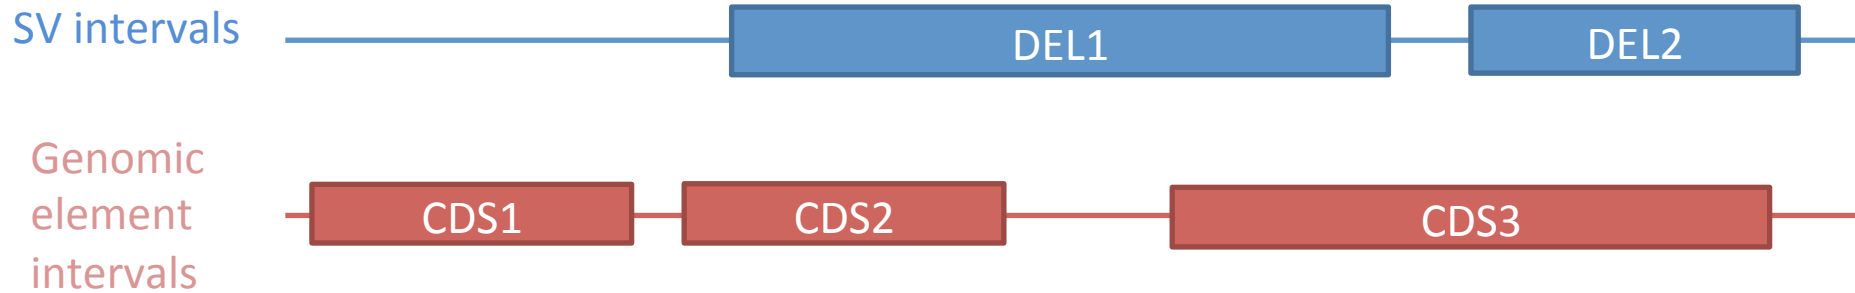 SV intervals
DEL1
DEL2
Genomic
element
intervals
CDS1
CDS2
CDS3